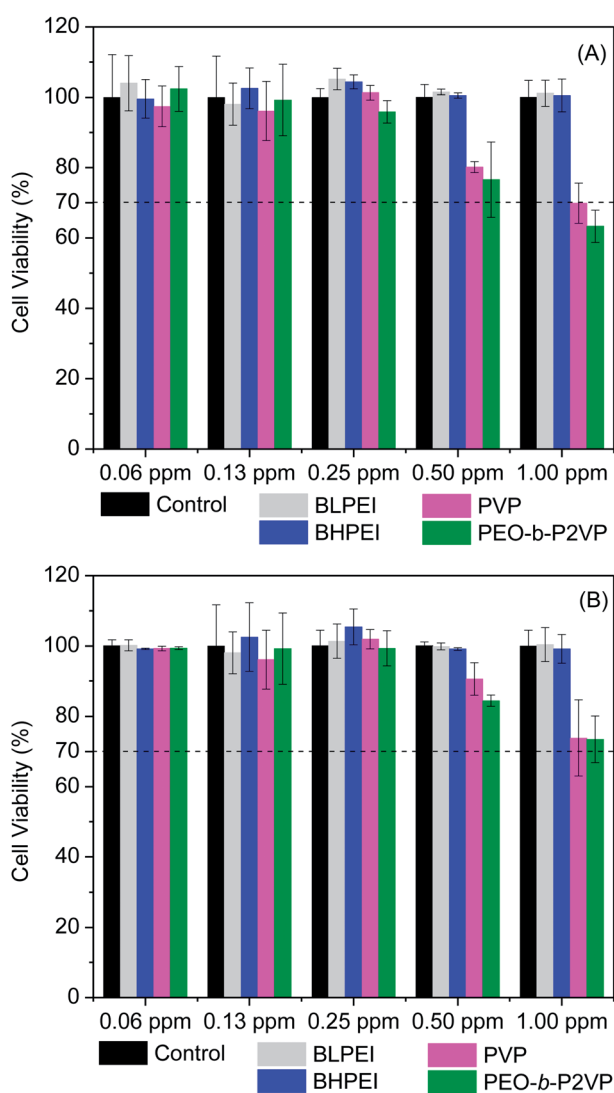 (A)
Cell Viability (%)
120
100
80
70
60
40
20
0
0.06 ppm 0.13 ppm 0.25 ppm 0.50 ppm 1.00 ppm
Control BLPEI PVP
BHPEI PEO-b-P2VP
(B)
Cell Viability (%)
120
100
80
70
60
40
20
0
0.06 ppm 0.13 ppm 0.25 ppm 0.50 ppm 1.00 ppm
Control BLPEI PVP
BHPEI PEO-b-P2VP